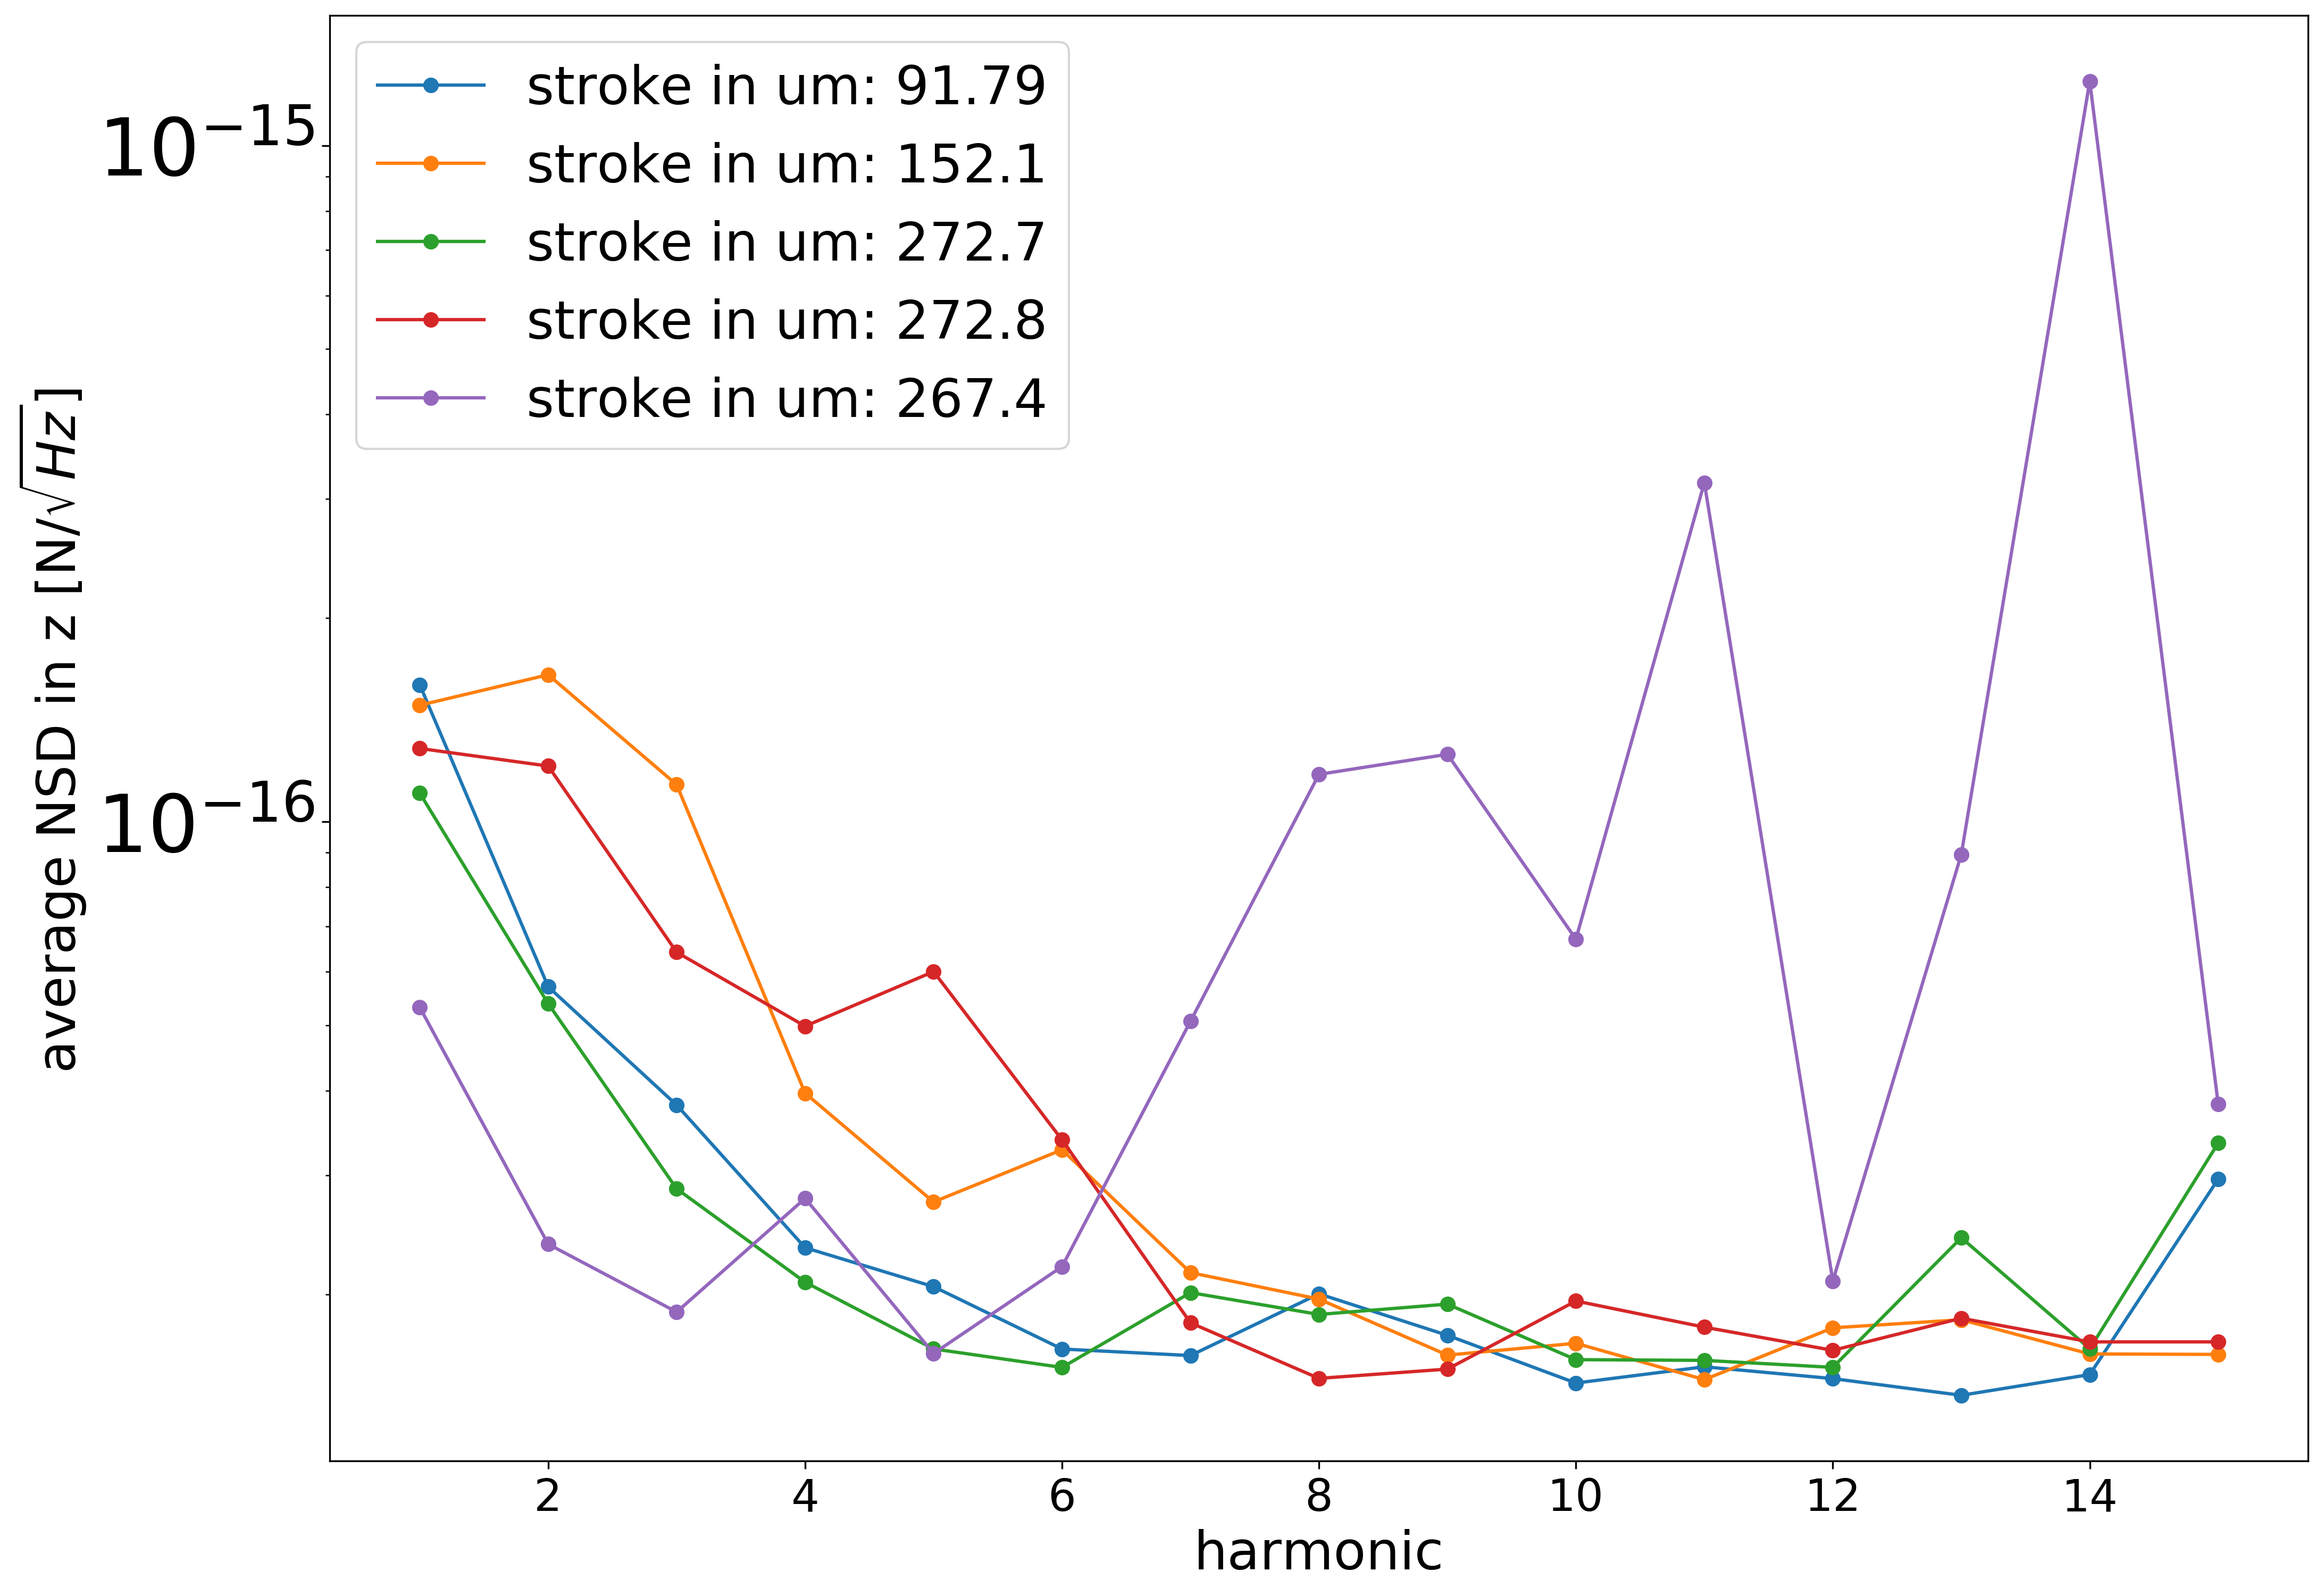 stroke in um: 91.79
stroke in um: 152.1
stroke in um: 272.7
stroke in um: 272.8
stroke in um: 267.4
10⁻¹⁵
10⁻¹⁶
average NSD in z [N/√Hz]
2 4 6 8 10 12 14
harmonic